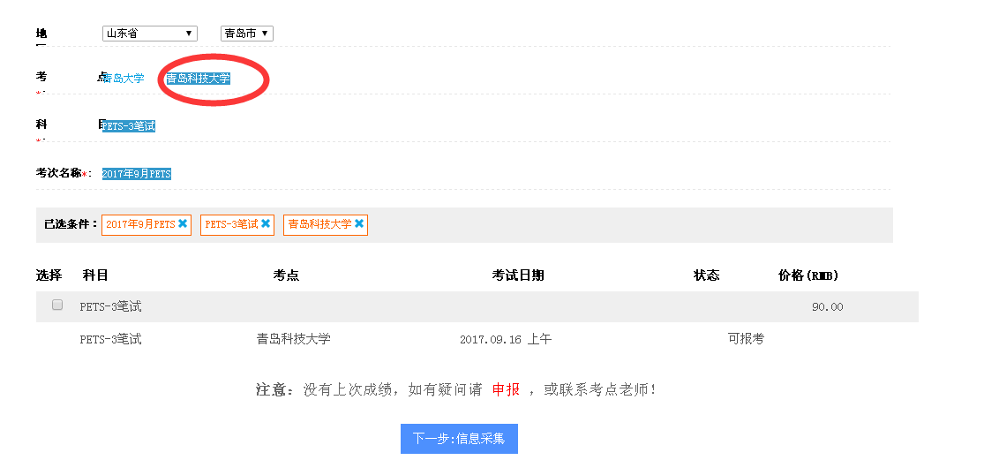 地 山东省 青岛市
考 点 青岛大学 青岛科技大学
科 目 PETS-3笔试
考次名称*: 2017年9月PETS
已选条件： 2017年9月PETS PETS-3笔试 青岛科技大学
选择 科目 考点 考试日期 状态 价格(RMB)
PETS-3笔试 90.00
PETS-3笔试 青岛科技大学 2017.09.16 上午 可报考
注意：没有上次成绩，如有疑问请 申报 ，或联系考点老师！
下一步:信息采集